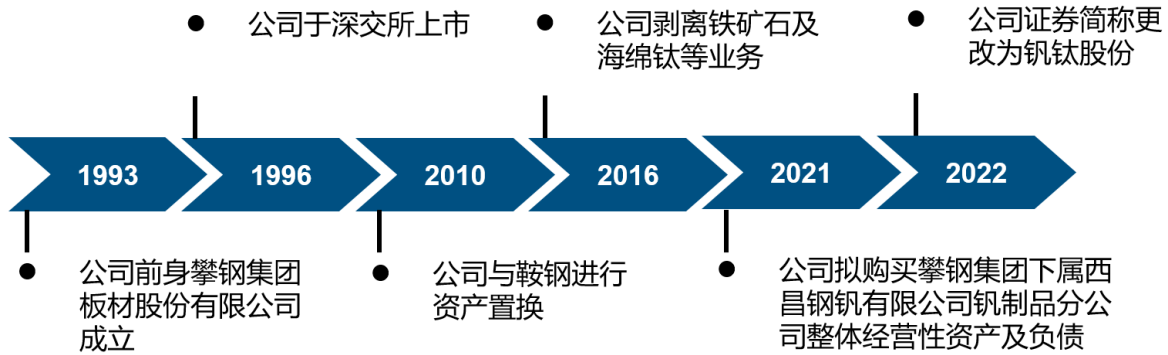 公司于深交所上市
公司剥离铁矿石及
海绵钛等业务
公司证券简称更
改为钒钛股份
1993
1996
2010
2016
2021
2022
公司前身攀钢集团
板材股份有限公司
成立
公司与鞍钢进行
资产置换
公司拟购买攀钢集团下属西
昌钢钒有限公司钒制品分公
司整体经营性资产及负债